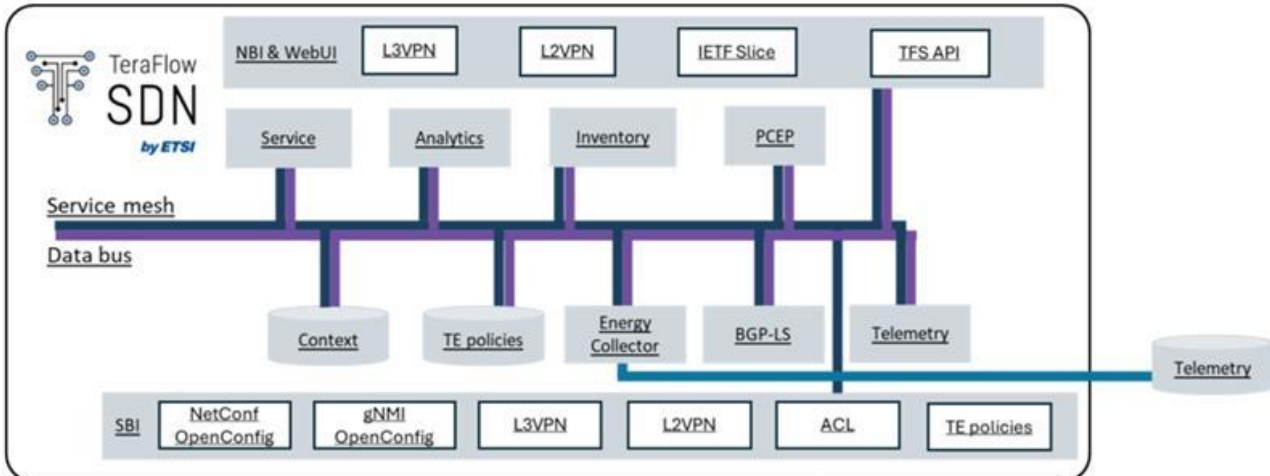 TeraFlow
SDN
by ETSI
NBI & WebUI
L3VPN
L2VPN
IETF Slice
TFS API
Service
Analytics
Inventory
PCEP
Service mesh
Data bus
Context
TE policies
Energy
Collector
BGP-LS
Telemetry
Telemetry
SBI
NetConf
OpenConfig
gNMI
OpenConfig
L3VPN
L2VPN
ACL
TE policies